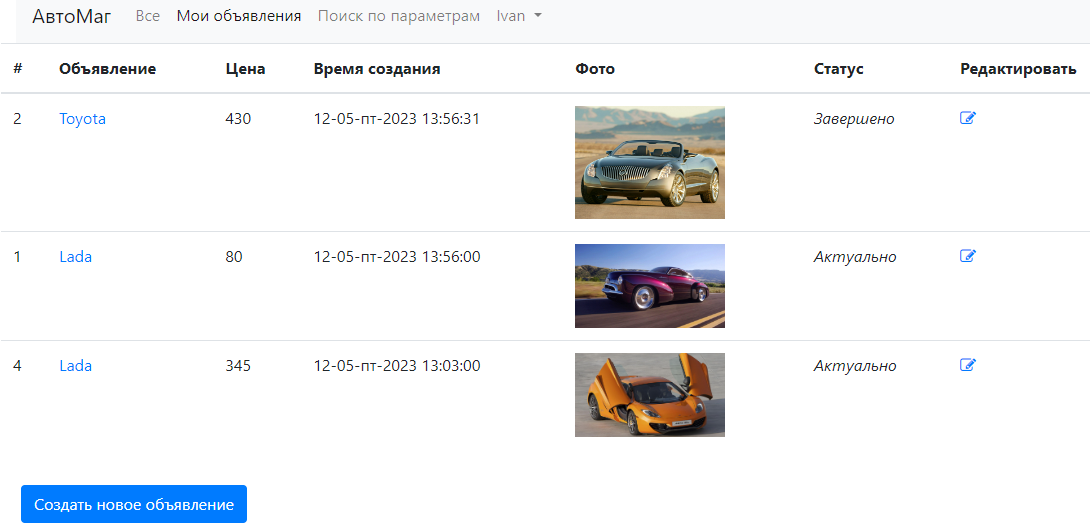 АвтоМаг Все Мои объявления Поиск по параметрам Ivan
# Объявление Цена Время создания Фото Статус Редактировать
2 Toyota 430 12-05-пт-2023 13:56:31 Завершено
1 Lada 80 12-05-пт-2023 13:56:00 Актуально
4 Lada 345 12-05-пт-2023 13:03:00 Актуально
Создать новое объявление